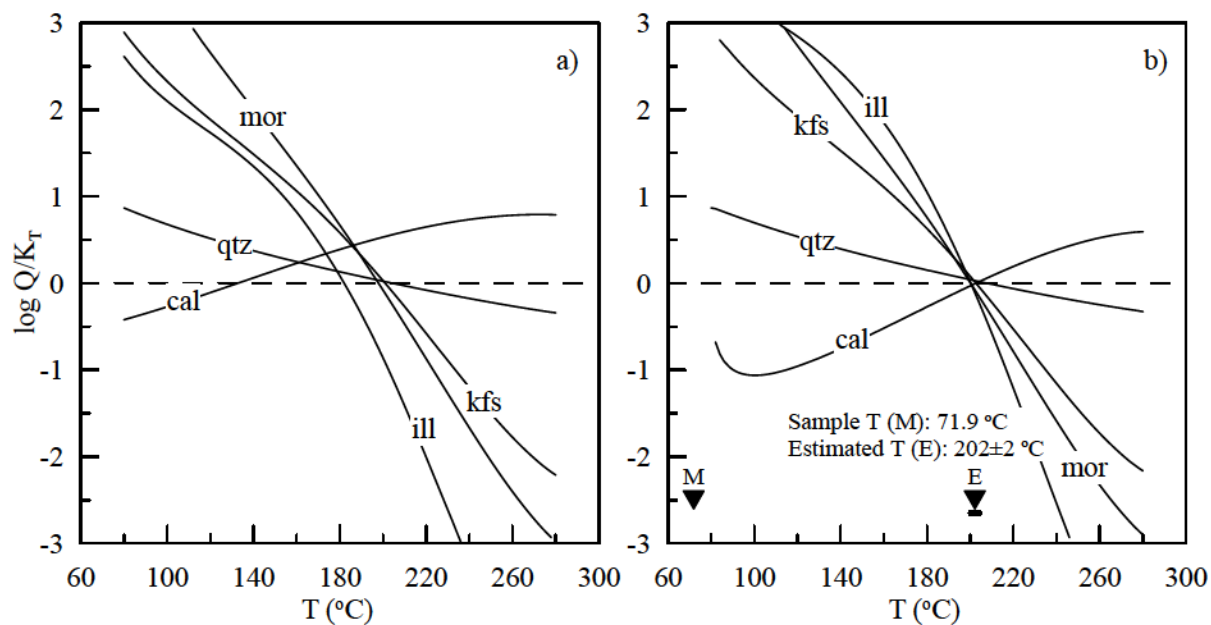 3
2
1
0
-1
-2
-3
log Q/K_T
a)
mor
qtz
cal
kfs
ill
60
100
140
180
220
260
300
T (ºC)
3
2
1
0
-1
-2
-3
b)
ill
kfs
qtz
cal
Sample T (M): 71.9 ºC
Estimated T (E): 202±2 ºC
mor
M
E
60
100
140
180
220
260
300
T (ºC)